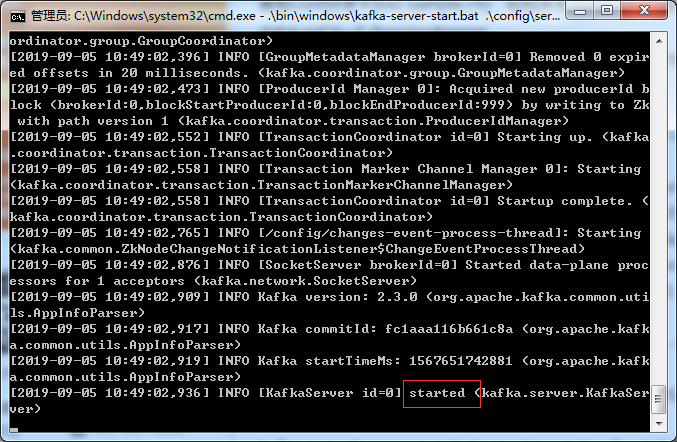 管理员: C:\Windows\system32\cmd.exe - .\bin\windows\kafka-server-start.bat .\config\ser...
ordinator.group.GroupCoordinator)
[2019-09-05 10:49:02,396] INFO [GroupMetadataManager brokerId=0] Removed 0 expir
ed offsets in 20 milliseconds. (kafka.coordinator.group.GroupMetadataManager)
[2019-09-05 10:49:02,473] INFO [ProducerId Manager 0]: Acquired new producerId b
lock (brokerId:0,blockStartProducerId:0,blockEndProducerId:999) by writing to Zk
 with path version 1 (kafka.coordinator.transaction.ProducerIdManager)
[2019-09-05 10:49:02,552] INFO [TransactionCoordinator id=0] Starting up. (kafka
.coordinator.transaction.TransactionCoordinator)
[2019-09-05 10:49:02,558] INFO [Transaction Marker Channel Manager 0]: Starting
(kafka.coordinator.transaction.TransactionMarkerChannelManager)
[2019-09-05 10:49:02,558] INFO [TransactionCoordinator id=0] Startup complete. (
kafka.coordinator.transaction.TransactionCoordinator)
[2019-09-05 10:49:02,765] INFO [/config/changes-event-process-thread]: Starting
(kafka.common.ZkNodeChangeNotificationListener$ChangeEventProcessThread)
[2019-09-05 10:49:02,876] INFO [SocketServer brokerId=0] Started data-plane proc
essors for 1 acceptors (kafka.network.SocketServer)
[2019-09-05 10:49:02,909] INFO Kafka version: 2.3.0 (org.apache.kafka.common.uti
ls.AppInfoParser)
[2019-09-05 10:49:02,917] INFO Kafka commitId: fc1aaa116b661c8a (org.apache.kafk
a.common.utils.AppInfoParser)
[2019-09-05 10:49:02,919] INFO Kafka startTimeMs: 1567651742881 (org.apache.kafk
a.common.utils.AppInfoParser)
[2019-09-05 10:49:02,936] INFO [KafkaServer id=0] started (kafka.server.KafkaSer
ver)